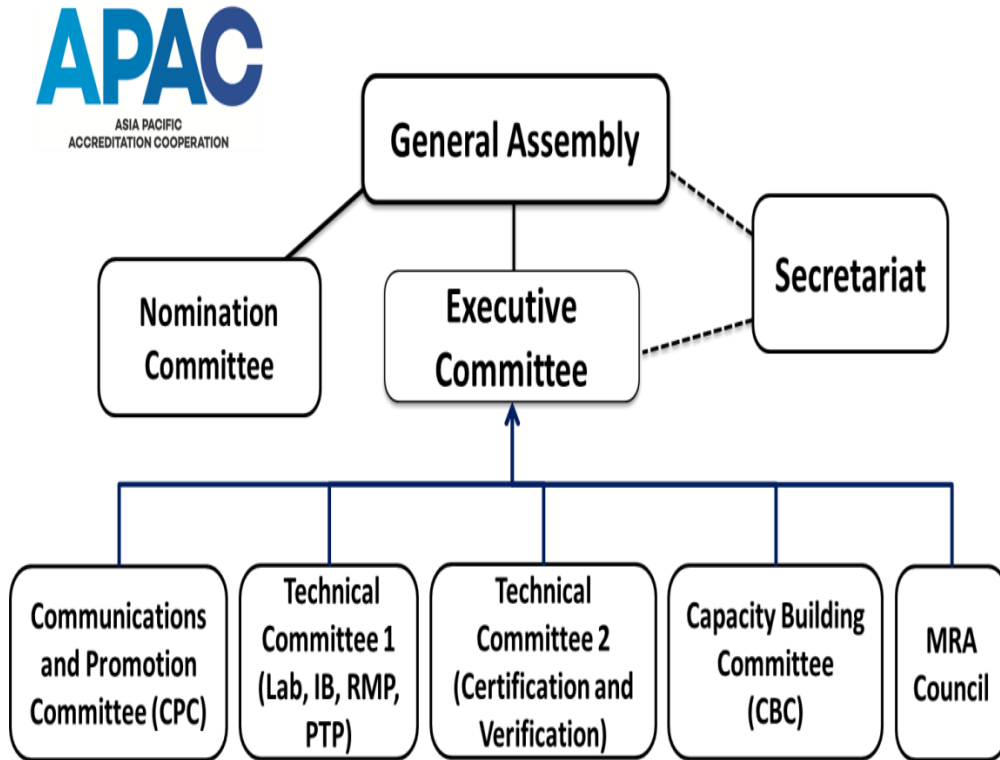 APAC
ASIA PACIFIC
ACCREDITATION COOPERATION
General Assembly
Nomination
Committee
Executive
Committee
Secretariat
Communications
and Promotion
Committee (CPC)
Technical
Committee 1
(Lab, IB, RMP,
PTP)
Technical
Committee 2
(Certification and
Verification)
Capacity Building
Committee
(CBC)
MRA
Council